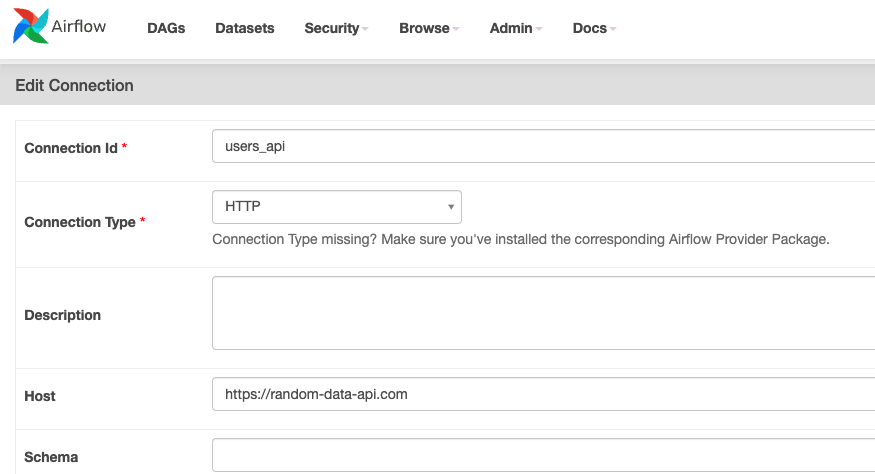 Airflow DAGs Datasets Security Browse Admin Docs
Edit Connection
Connection Id *
users_api
Connection Type *
HTTP
Connection Type missing? Make sure you've installed the corresponding Airflow Provider Package.
Description
Host
https://random-data-api.com
Schema